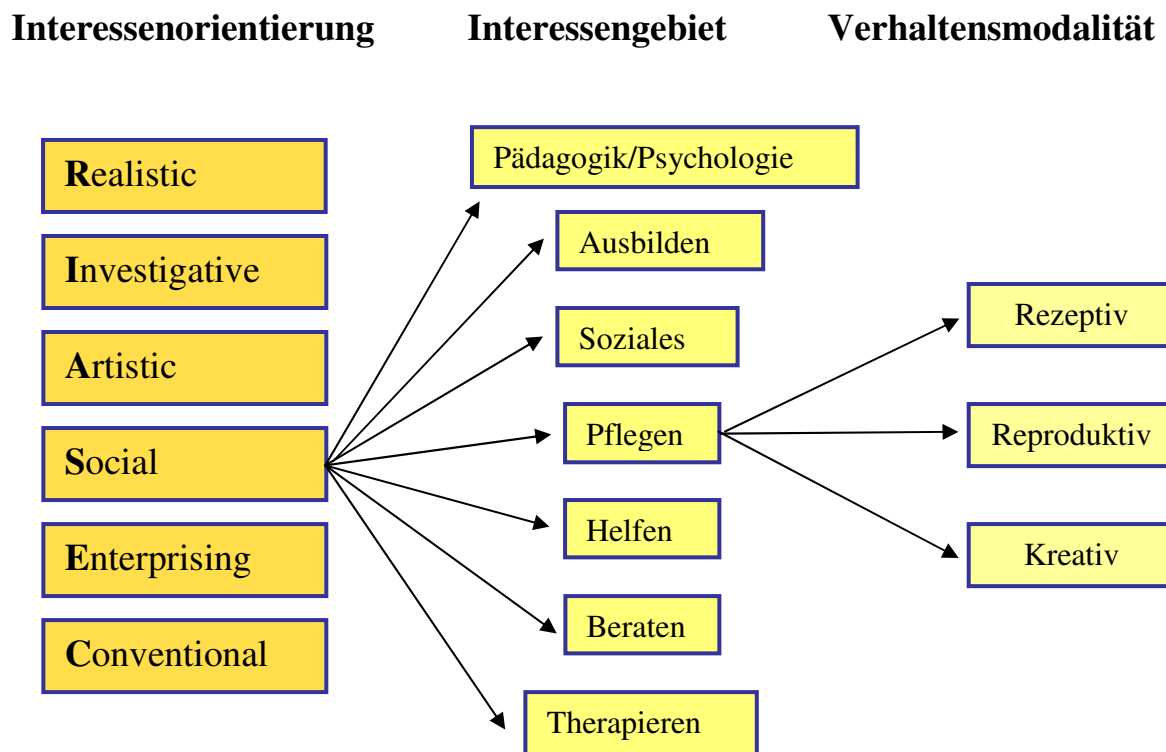 Interessenorientierung Interessengebiet Verhaltensmodalität
Realistic
Investigative
Artistic
Social
Enterprising
Conventional
Pädagogik/Psychologie
Ausbilden
Soziales
Pflegen
Helfen
Beraten
Therapieren
Rezeptiv
Reproduktiv
Kreativ